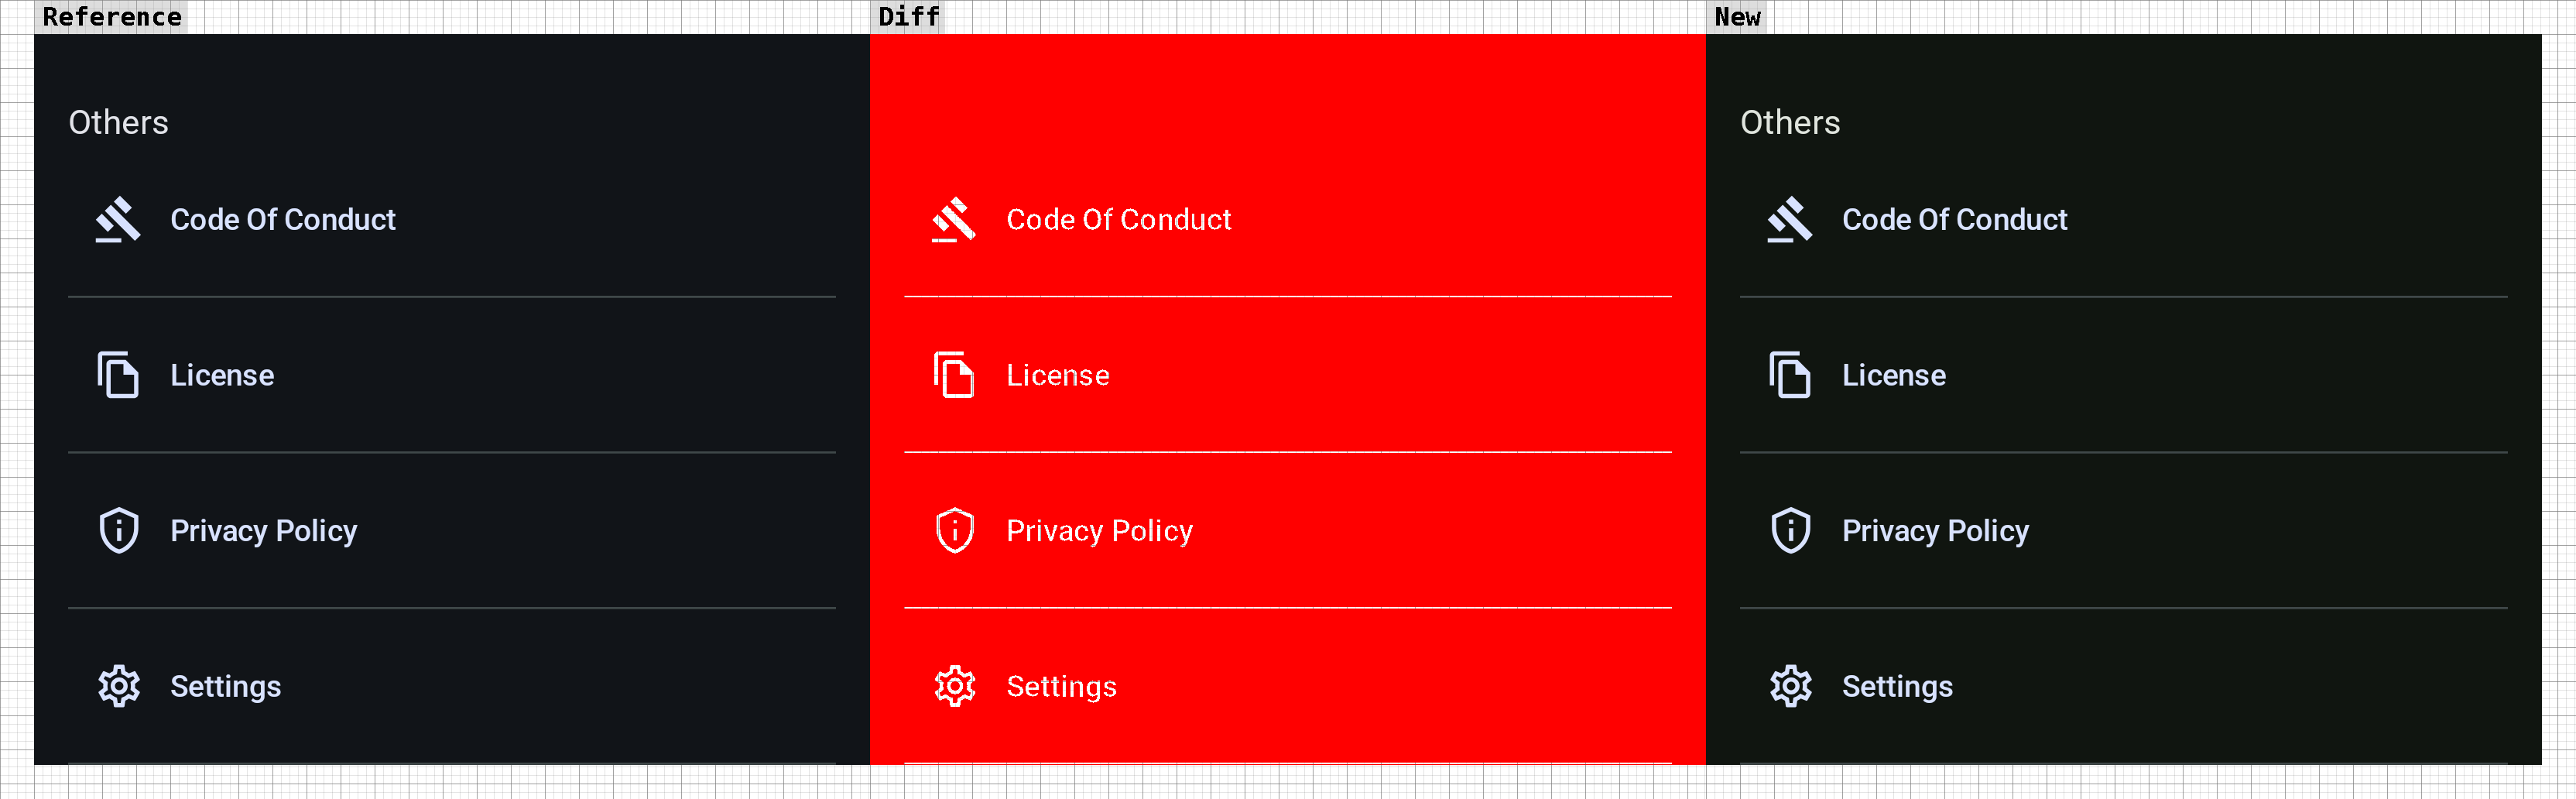 Reference
Diff
New
Others
Code Of Conduct
License
Privacy Policy
Settings
Code Of Conduct
License
Privacy Policy
Settings
Others
Code Of Conduct
License
Privacy Policy
Settings